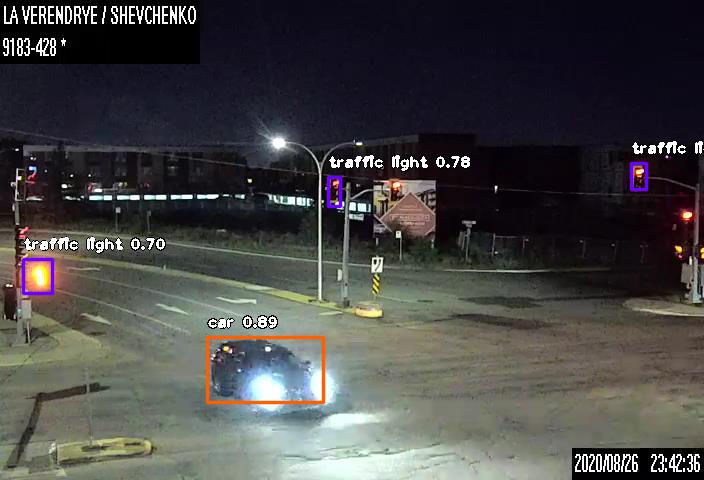 LA VERENDRYE / SHEVCHENKO
9183-428 *
traffic light 0.78
traffic li
traffic light 0.70
car 0.89
2020/08/26 23:42:36